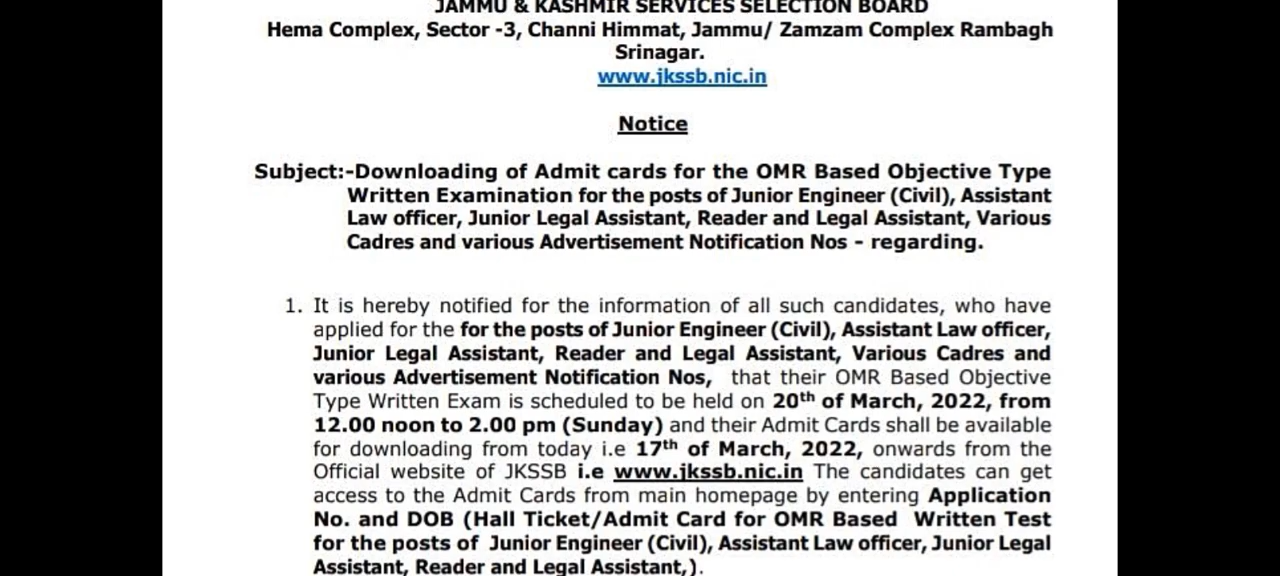 JAMMU & KASHMIR SERVICES SELECTION BOARD
Hema Complex, Sector -3, Channi Himmat, Jammu/ Zamzam Complex Rambagh
Srinagar.
www.jkssb.nic.in
Notice
Subject:-Downloading of Admit cards for the OMR Based Objective Type
Written Examination for the posts of Junior Engineer (Civil), Assistant
Law officer, Junior Legal Assistant, Reader and Legal Assistant, Various
Cadres and various Advertisement Notification Nos - regarding.
1. It is hereby notified for the information of all such candidates, who have
applied for the for the posts of Junior Engineer (Civil), Assistant Law officer,
Junior Legal Assistant, Reader and Legal Assistant, Various Cadres and
various Advertisement Notification Nos, that their OMR Based Objective
Type Written Exam is scheduled to be held on 20th of March, 2022, from
12.00 noon to 2.00 pm (Sunday) and their Admit Cards shall be available
for downloading from today i.e 17th of March, 2022, onwards from the
Official website of JKSSB i.e www.jkssb.nic.in The candidates can get
access to the Admit Cards from main homepage by entering Application
No. and DOB (Hall Ticket/Admit Card for OMR Based Written Test
for the posts of Junior Engineer (Civil), Assistant Law officer, Junior Legal
Assistant, Reader and Legal Assistant,).